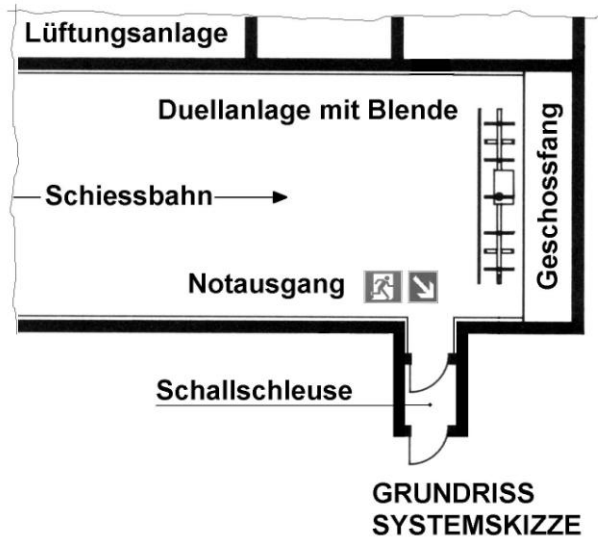 Lüftungsanlage
Duellanlage mit Blende
Schiessbahn
Geschossfang
Notausgang
Schallschleuse
GRUNDRISS
SYSTEMSKIZZE